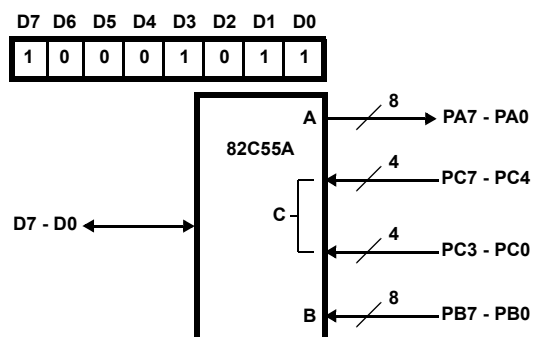 D7 D6 D5 D4 D3 D2 D1 D0
1 0 0 0 1 0 1 1
A 8 PA7 - PA0
82C55A
4 PC7 - PC4
C
D7 - D0
4 PC3 - PC0
B 8 PB7 - PB0